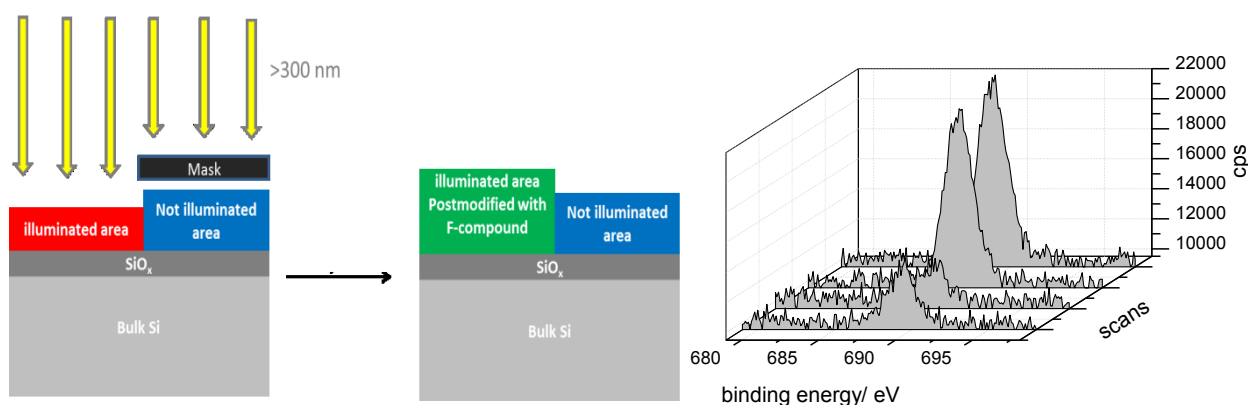 >300 nm
Mask
illuminated area
Not illuminated
area
SiOx
Bulk Si
illuminated area
Postmodified with
F-compound
Not illuminated
area
SiOx
Bulk Si
22000
20000
18000
16000
14000
12000
10000
cps
scans
680
685
690
695
binding energy/ eV